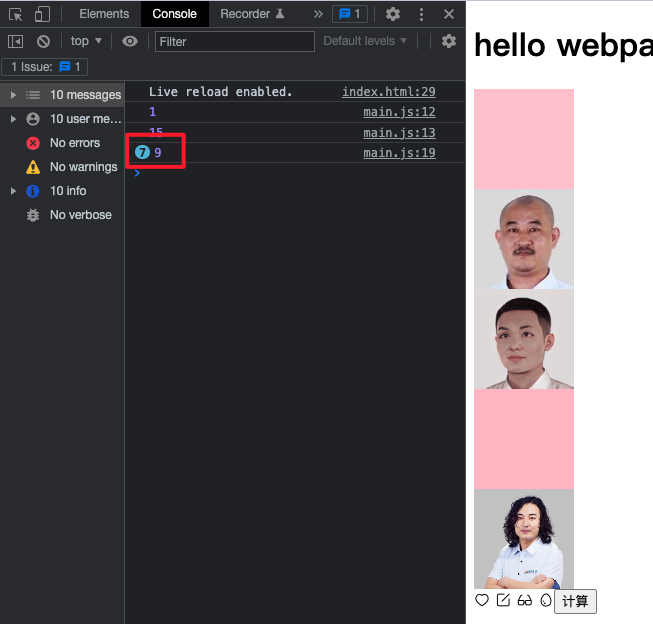 Elements Console Recorder 1
top Filter Default levels
1 Issue: 1
10 messages
10 user me...
No errors
No warnings
10 info
No verbose
Live reload enabled. index.html:29
1 main.js:12
15 main.js:13
7 9 main.js:19
hello webpa
计算